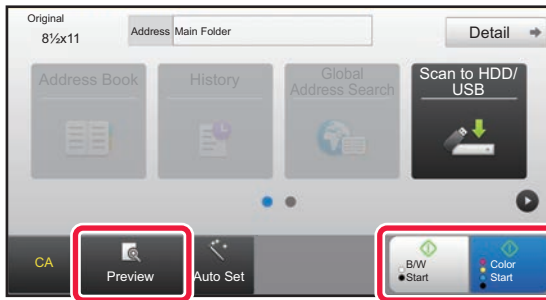 Original
8½x11
Address Main Folder
Detail
Address Book
History
Global
Address Search
Scan to HDD/
USB
CA
Preview
Auto Set
B/W
Start
Color
Start